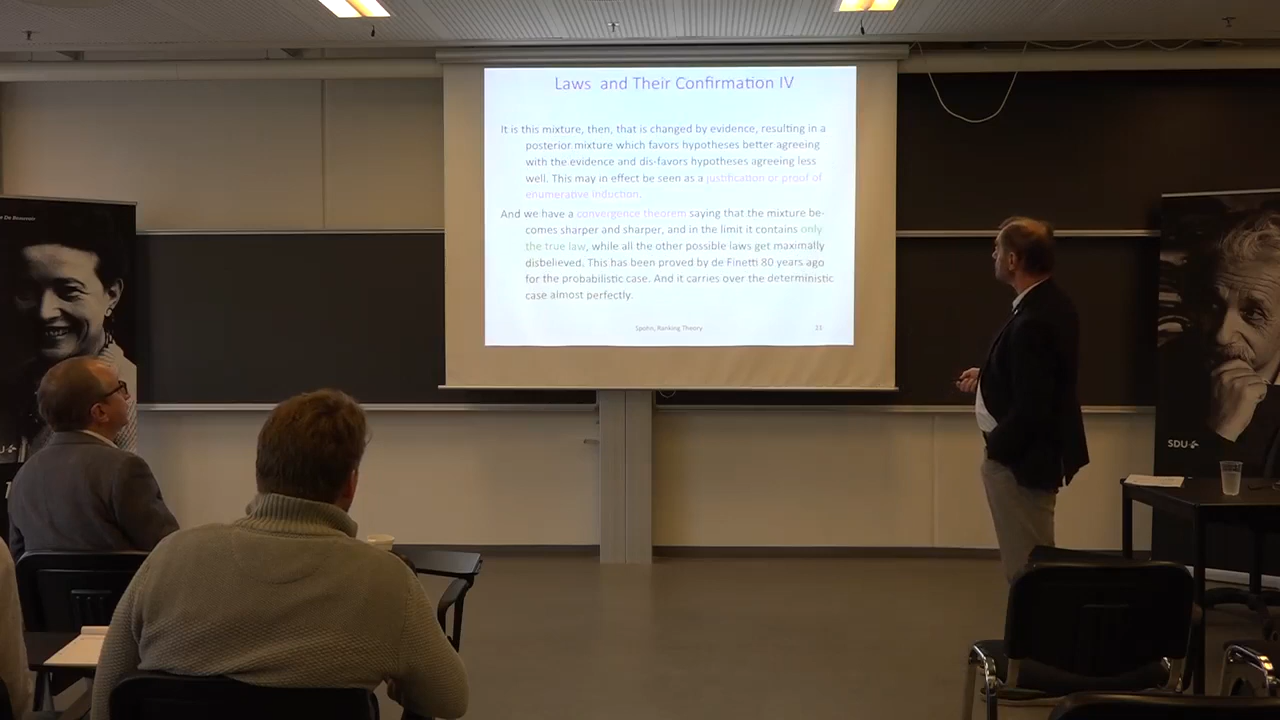 Laws and Their Confirmation IV
It is this mixture, then, that is changed by evidence, resulting in a
posterior mixture which favors hypotheses better agreeing
with the evidence and dis-favors hypotheses agreeing less
well. This may in effect be seen as a justification or proof of
enumerative induction.
And we have a convergence theorem saying that the mixture be-
comes sharper and sharper, and in the limit it contains only
the true law, while all the other possible laws get maximally
disbelieved. This has been proved by de Finetti 80 years ago
for the probabilistic case. And it carries over the deterministic
case almost perfectly.
Spohn, Ranking Theory
SDU